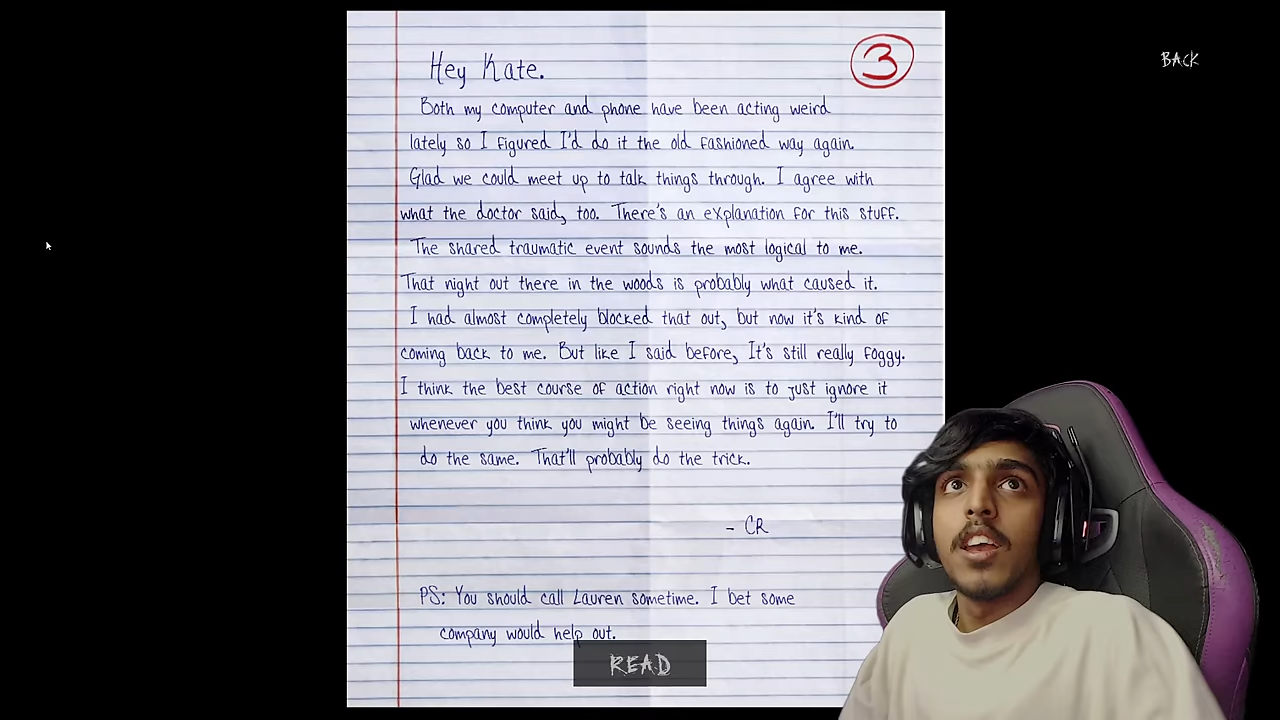 3
BACK
Hey Kate.
Both my computer and phone have been acting weird
lately so I figured I'd do it the old fashioned way again.
Glad we could meet up to talk things through. I agree with
what the doctor said, too. There's an explanation for this stuff.
The shared traumatic event sounds the most logical to me.
That night out there in the woods is probably what caused it.
I had almost completely blocked that out, but now it's kind of
coming back to me. But like I said before, It's still really foggy.
I think the best course of action right now is to just ignore it
whenever you think you might be seeing things again. I'll try to
do the same. That'll probably do the trick.
- CR
PS: You should call Lauren sometime. I bet some
company would help out.
READ